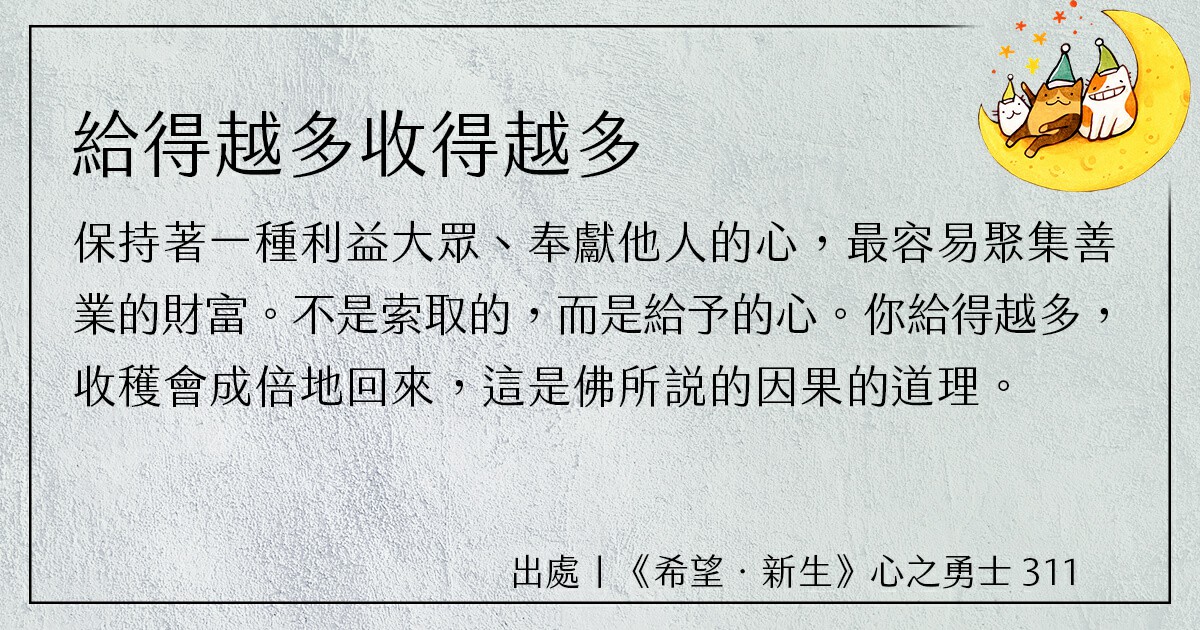 給得越多收得越多
保持著一種利益大眾、奉獻他人的心，最容易聚集善
業的財富。不是索取的，而是給予的心。你給得越多，
收穫會成倍地回來，這是佛所説的因果的道理。
出處｜《希望．新生》心之勇士 311